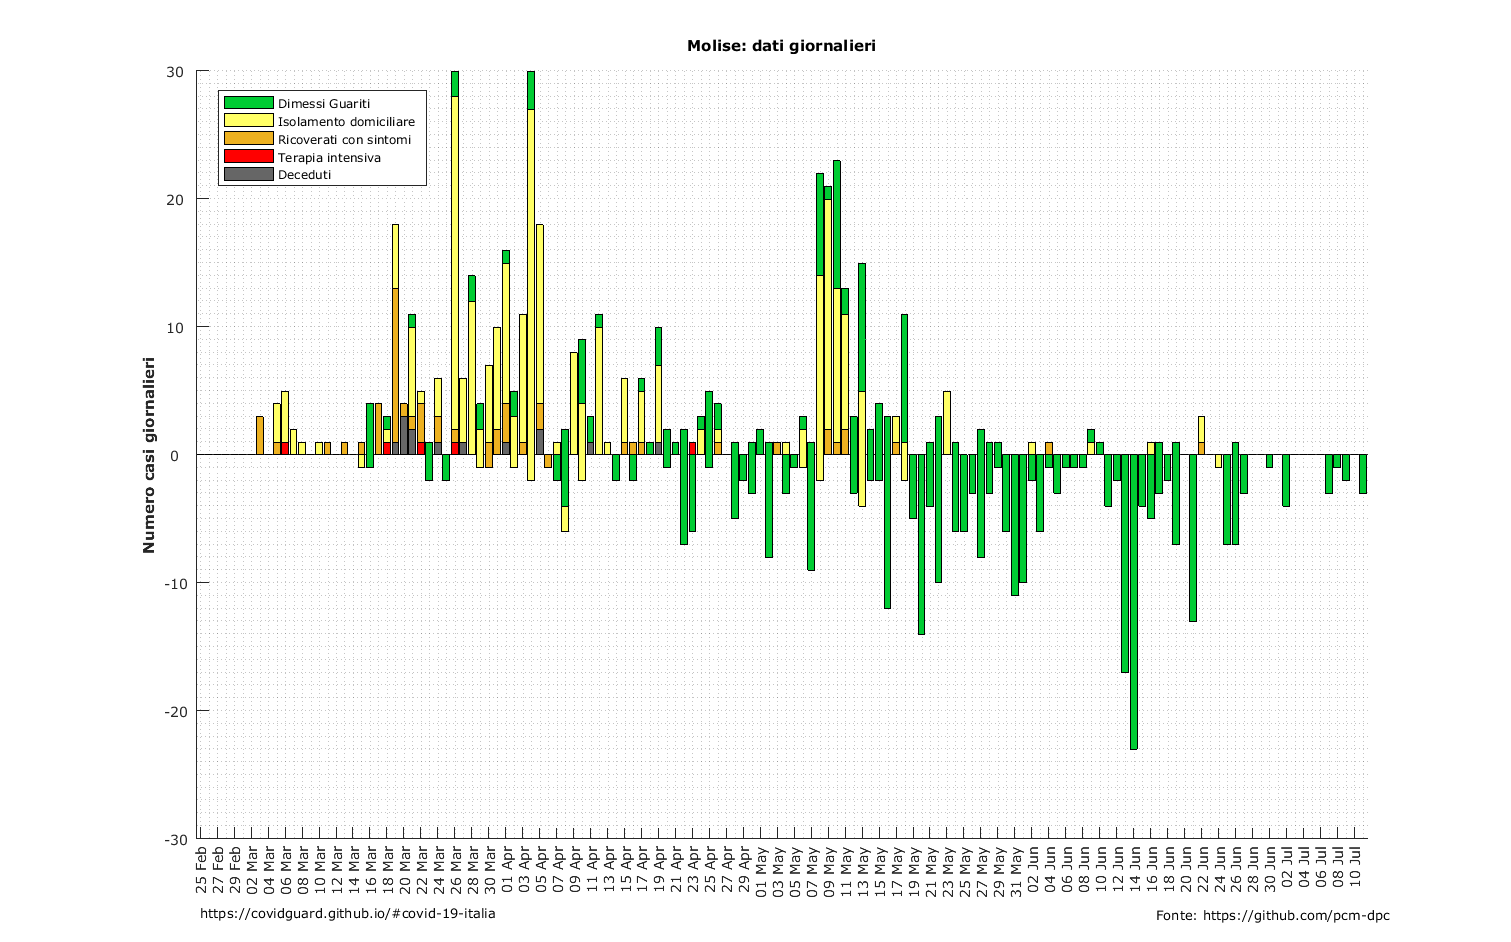 Molise: dati giornalieri
30
20
10
0
-10
-20
-30
Numero casi giornalieri
Dimessi Guariti
Isolamento domiciliare
Ricoverati con sintomi
Terapia intensiva
Deceduti
25 Feb
27 Feb
29 Feb
02 Mar
04 Mar
06 Mar
08 Mar
10 Mar
12 Mar
14 Mar
16 Mar
18 Mar
20 Mar
22 Mar
24 Mar
26 Mar
28 Mar
30 Mar
01 Apr
03 Apr
05 Apr
07 Apr
09 Apr
11 Apr
13 Apr
15 Apr
17 Apr
19 Apr
21 Apr
23 Apr
25 Apr
27 Apr
29 Apr
01 May
03 May
05 May
07 May
09 May
11 May
13 May
15 May
17 May
19 May
21 May
23 May
25 May
27 May
29 May
31 May
02 Jun
04 Jun
06 Jun
08 Jun
10 Jun
12 Jun
14 Jun
16 Jun
18 Jun
20 Jun
22 Jun
24 Jun
26 Jun
28 Jun
30 Jun
02 Jul
04 Jul
06 Jul
08 Jul
10 Jul
https://covidguard.github.io/#covid-19-italia
Fonte: https://github.com/pcm-dpc